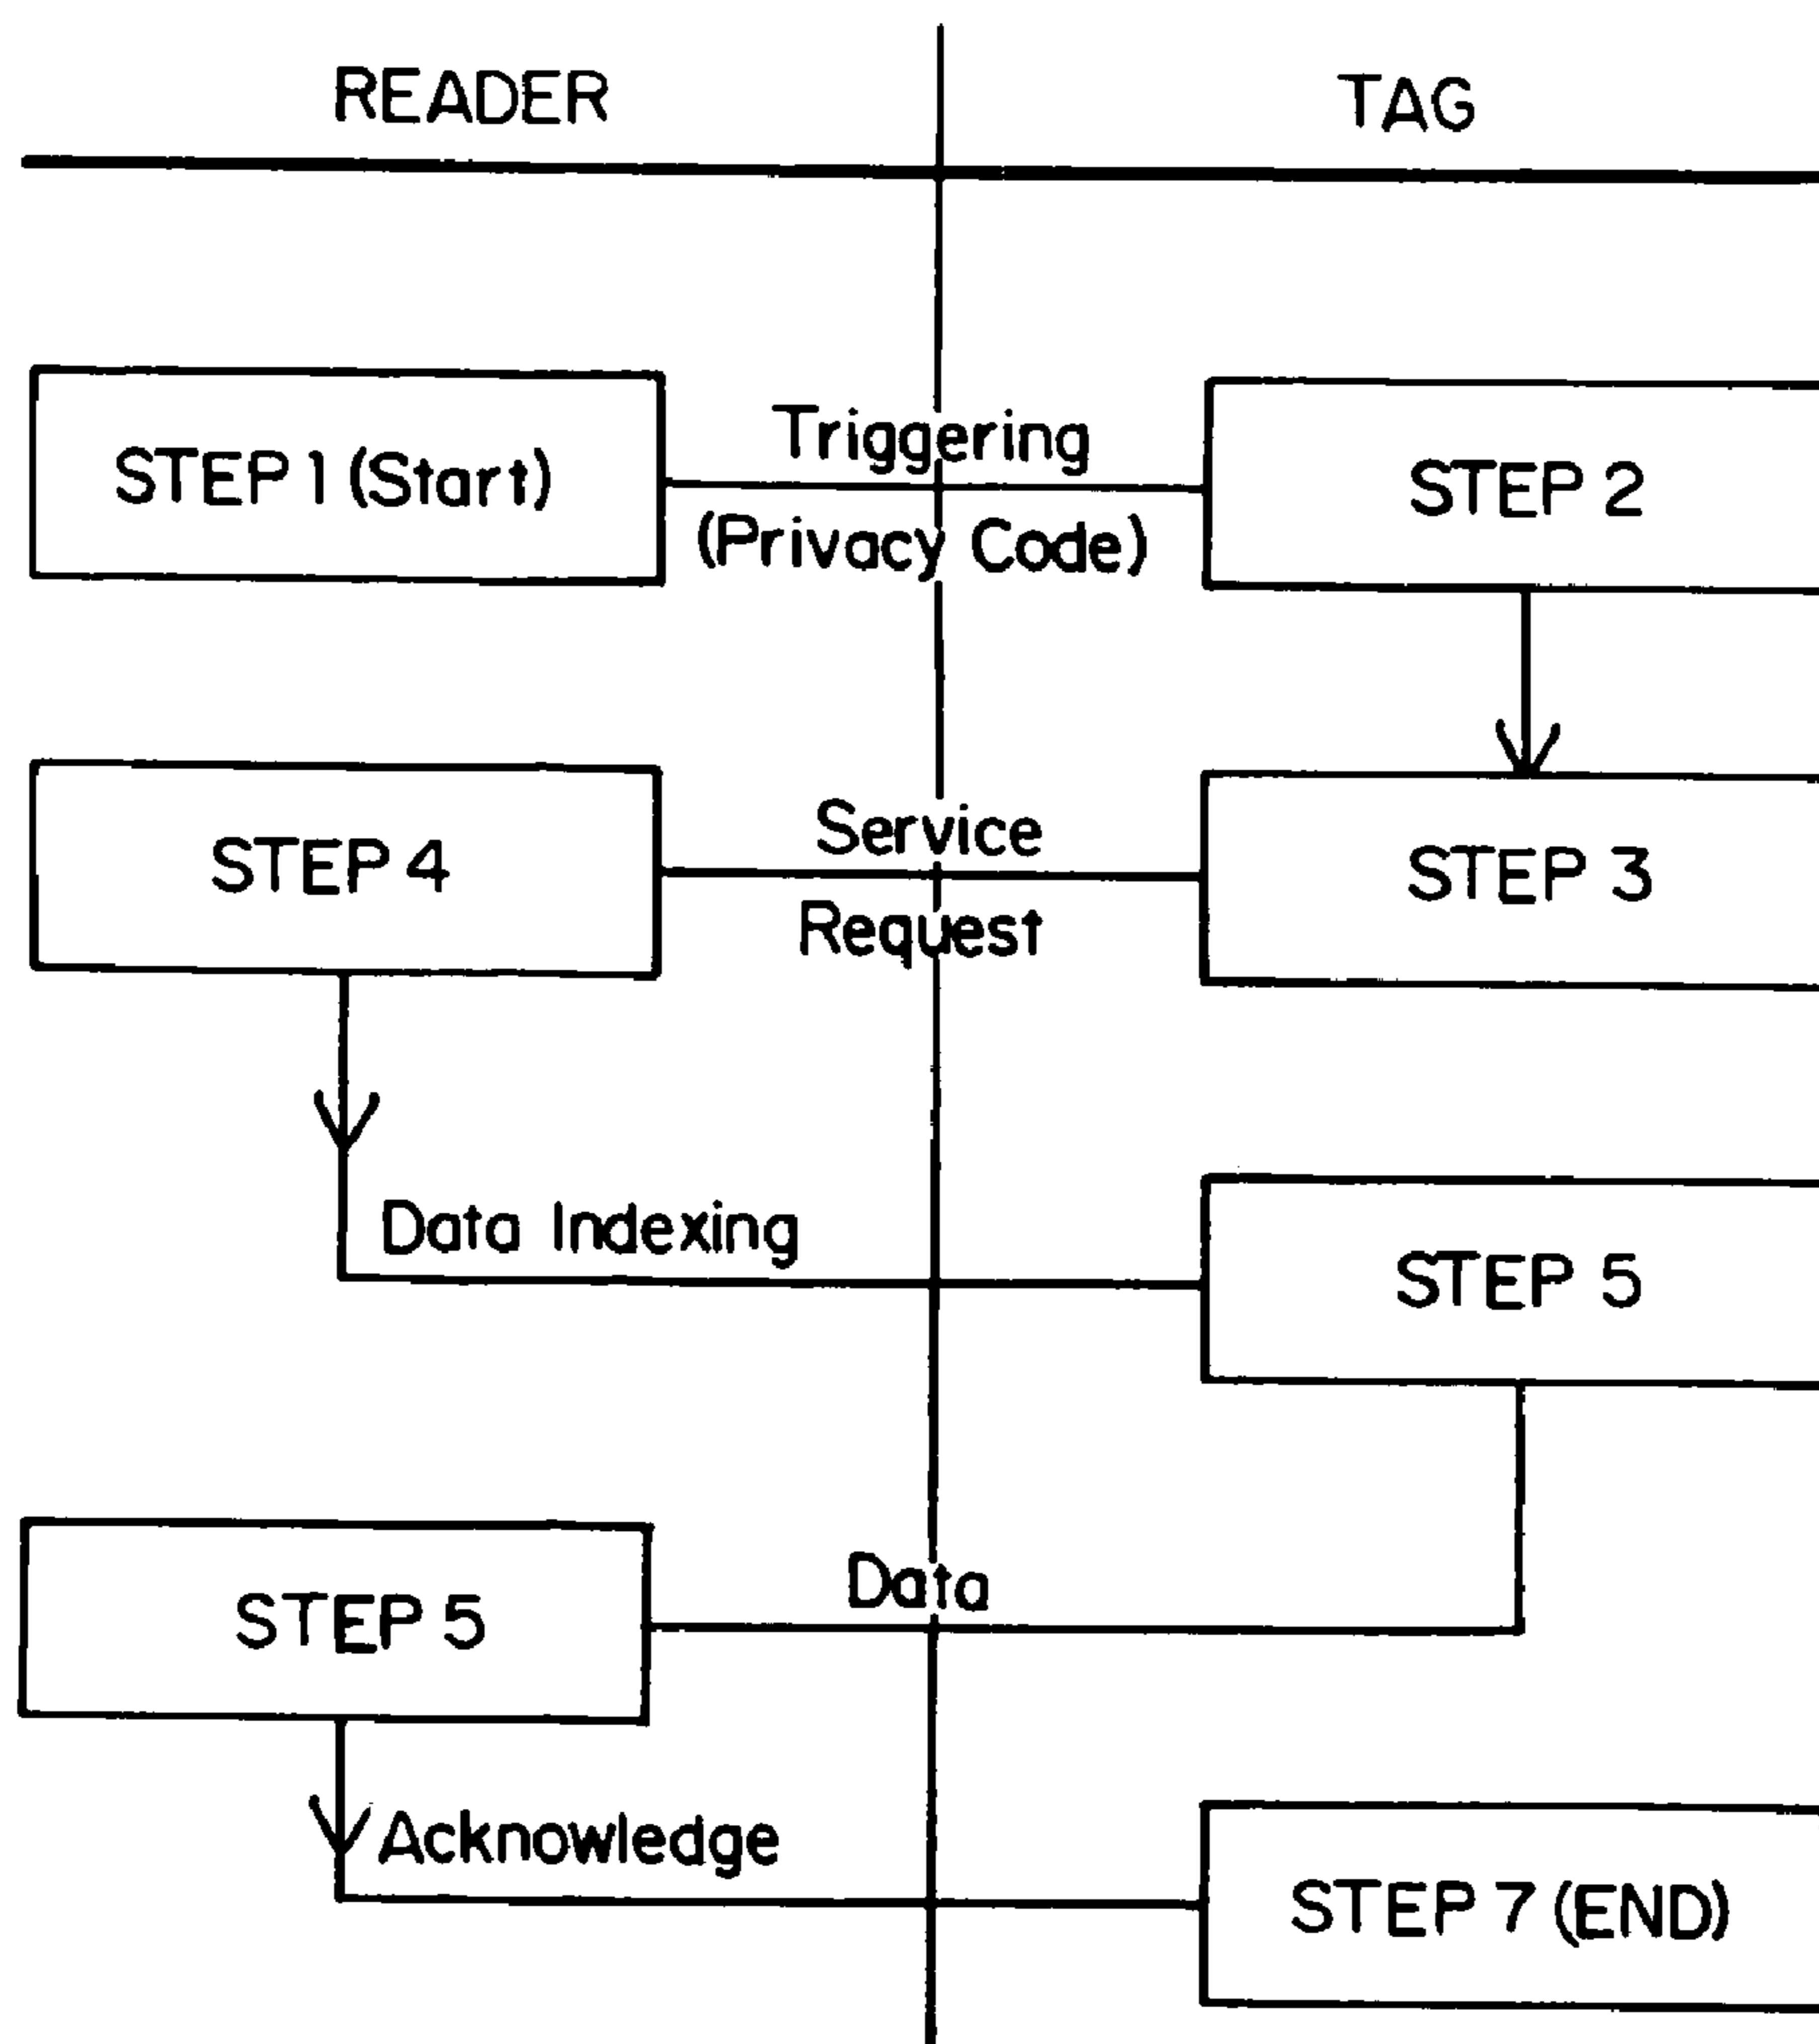 READER
TAG
Triggering
STEP 1 (Start)
STEP 2
(Privacy Code)
Service
STEP 4
STEP 3
Request
Data Indexing
STEP 5
Data
STEP 5
Acknowledge
STEP 7 (END)